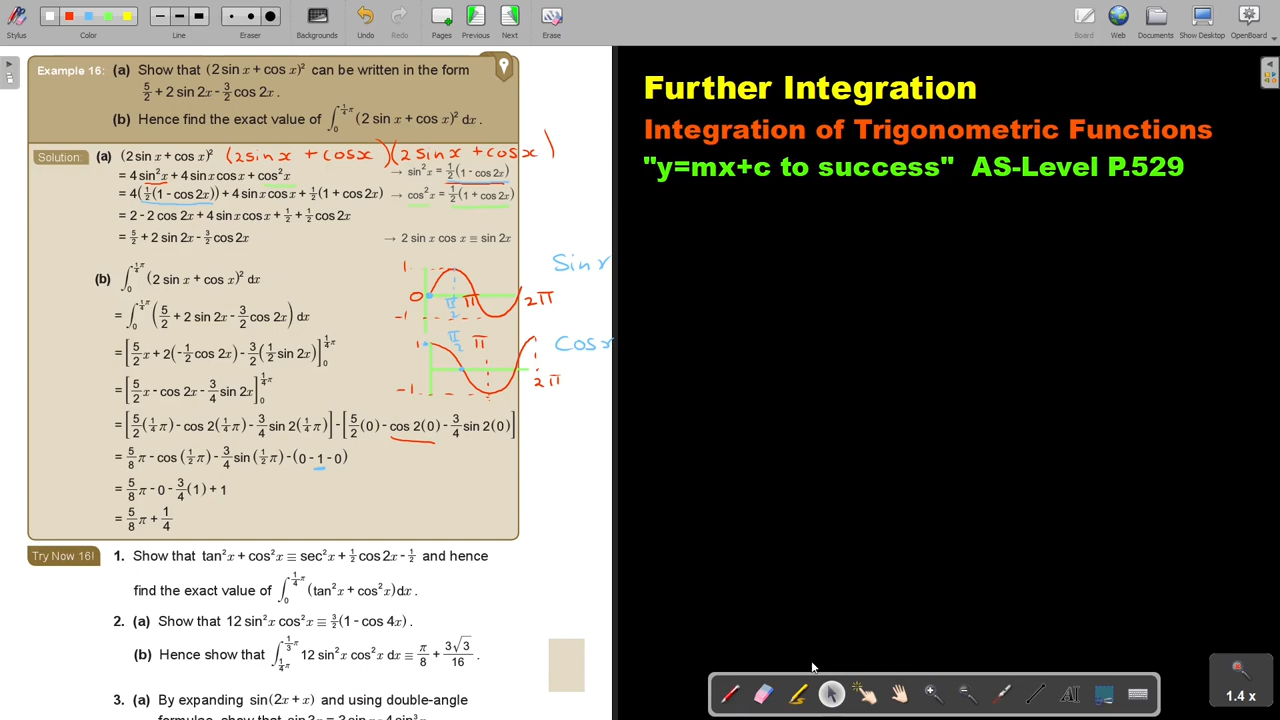 Stylus
Color
Line
Eraser
Backgrounds
Undo
Redo
Pages
Previous
Next
Erase
Board
Web
Documents
Show Desktop
OpenBoard
Example 16: (a) Show that (2 sin x + cos x)² can be written in the form
5/2 + 2 sin 2x - 3/2 cos 2x .
(b) Hence find the exact value of ∫₀^{¼π} (2 sin x + cos x)² dx .
Solution: (a) (2 sin x + cos x)² (2sinx + cosx)(2sinx + cosx)
= 4 sin²x + 4 sin x cos x + cos²x → sin²x = ½(1 - cos 2x)
= 4(½(1 - cos 2x)) + 4 sin x cos x + ½(1 + cos 2x) → cos²x = ½(1 + cos 2x)
= 2 - 2 cos 2x + 4 sin x cos x + ½ + ½ cos 2x
= 5/2 + 2 sin 2x - 3/2 cos 2x → 2 sin x cos x ≡ sin 2x
(b) ∫₀^{¼π} (2 sin x + cos x)² dx
= ∫₀^{¼π} (5/2 + 2 sin 2x - 3/2 cos 2x) dx
= [5/2 x + 2(-½ cos 2x) - 3/2(½ sin 2x)]₀^{¼π}
= [5/2 x - cos 2x - 3/4 sin 2x]₀^{¼π}
= [5/2(¼π) - cos 2(¼π) - 3/4 sin 2(¼π)] - [5/2(0) - cos 2(0) - 3/4 sin 2(0)]
= 5/8 π - cos(½π) - 3/4 sin(½π) - (0 - 1 - 0)
= 5/8 π - 0 - 3/4(1) + 1
= 5/8 π + 1/4
1
Sin x
0
π/2
π
2π
-1
1
π/2
π
Cos x
2π
-1
Try Now 16!
1. Show that tan²x + cos²x ≡ sec²x + ½ cos 2x - ½ and hence
find the exact value of ∫₀^{¼π} (tan²x + cos²x) dx .
2. (a) Show that 12 sin²x cos²x ≡ 3/2(1 - cos 4x) .
(b) Hence show that ∫_{¼π}^{⅓π} 12 sin²x cos²x dx ≡ π/8 + 3√3/16 .
3. (a) By expanding sin(2x + x) and using double-angle
Further Integration
Integration of Trigonometric Functions
"y=mx+c to success" AS-Level P.529
1.4 x